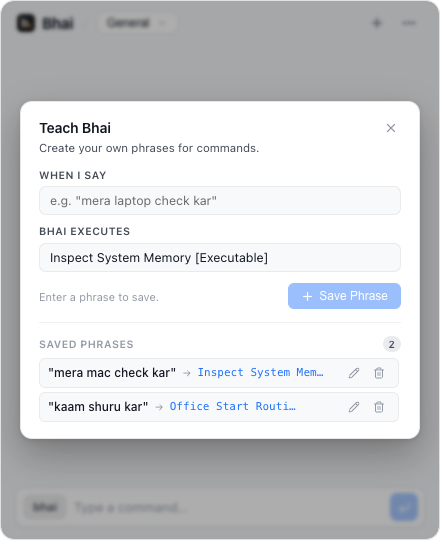 Bhai
General
Teach Bhai
Create your own phrases for commands.
WHEN I SAY
e.g. "mera laptop check kar"
BHAI EXECUTES
Inspect System Memory [Executable]
Enter a phrase to save.
+ Save Phrase
SAVED PHRASES 2
"mera mac check kar" → Inspect System Mem…
"kaam shuru kar" → Office Start Routi…
bhai Type a command...